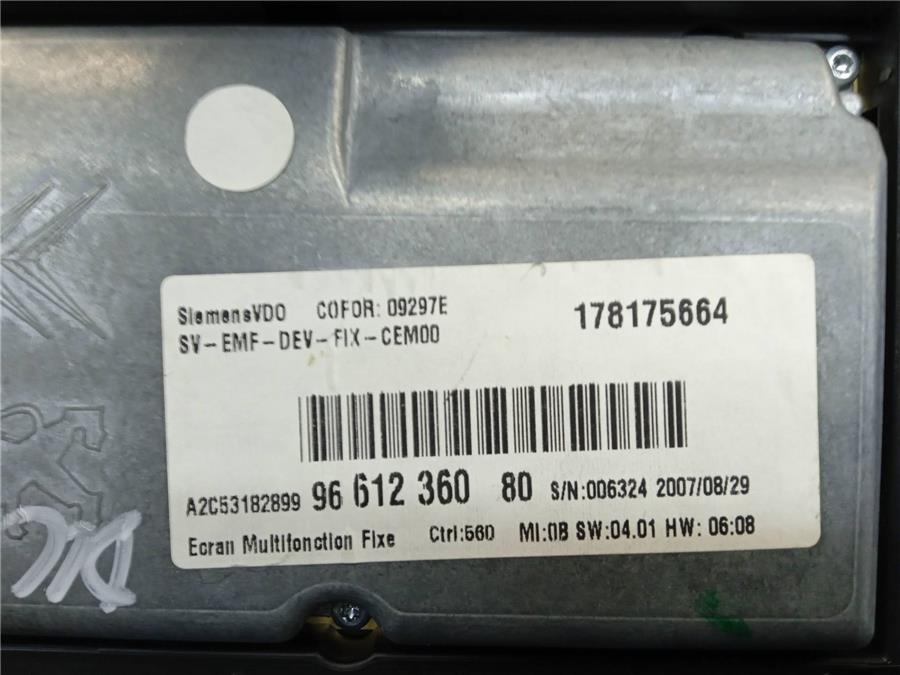 SiemensVDO COFOR: 09297E 178175664
SV-EMF-DEV-FIX-CEM00
A2C53182899 96 612 360 80 S/N:006324 2007/08/29
Ecran Multifonction Fixe Ctrl:560 MI:0B SW:04.01 HW: 06:08